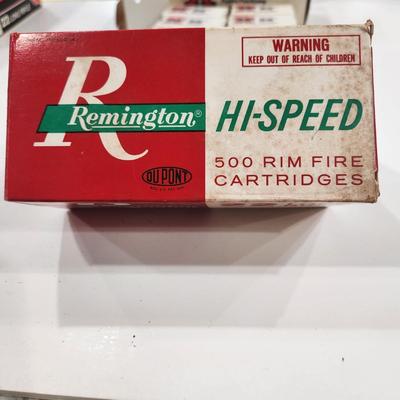 R
Remington®
DU PONT
WARNING
KEEP OUT OF REACH OF CHILDREN
HI-SPEED
500 RIM FIRE
CARTRIDGES